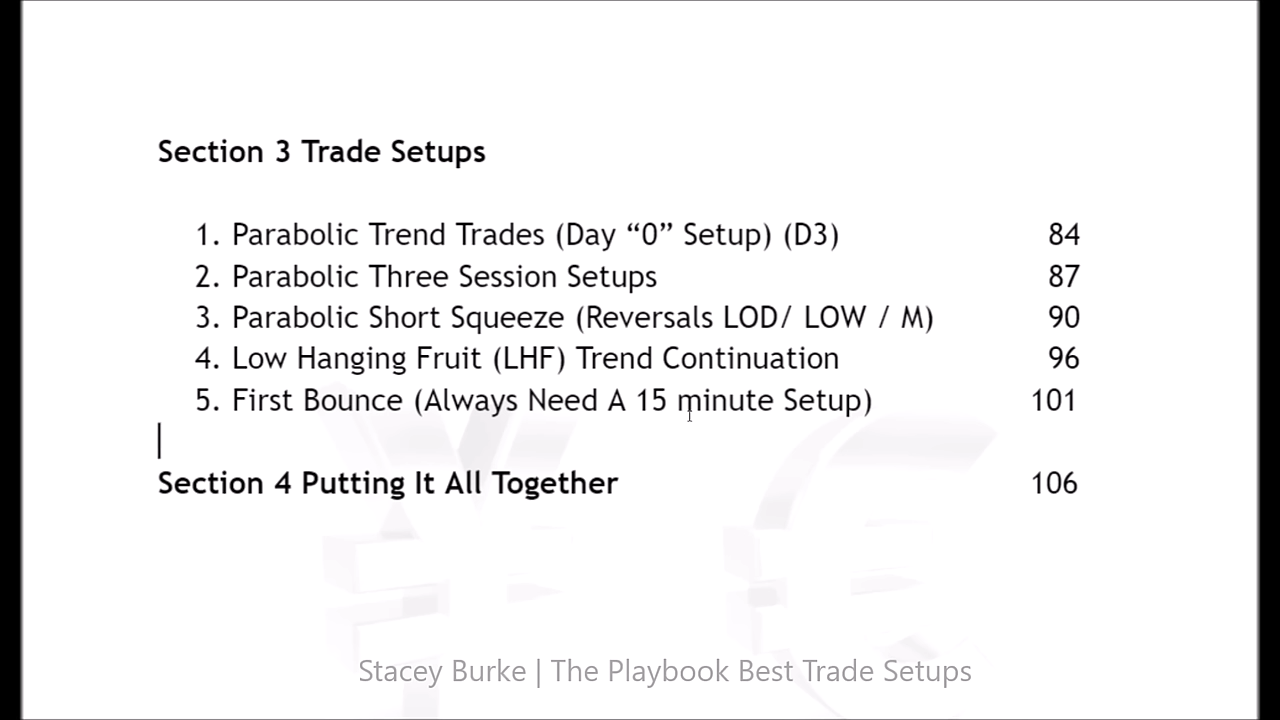 Section 3 Trade Setups
1. Parabolic Trend Trades (Day “0” Setup) (D3) 84
2. Parabolic Three Session Setups 87
3. Parabolic Short Squeeze (Reversals LOD/ LOW / M) 90
4. Low Hanging Fruit (LHF) Trend Continuation 96
5. First Bounce (Always Need A 15 minute Setup) 101
Section 4 Putting It All Together 106
Stacey Burke | The Playbook Best Trade Setups